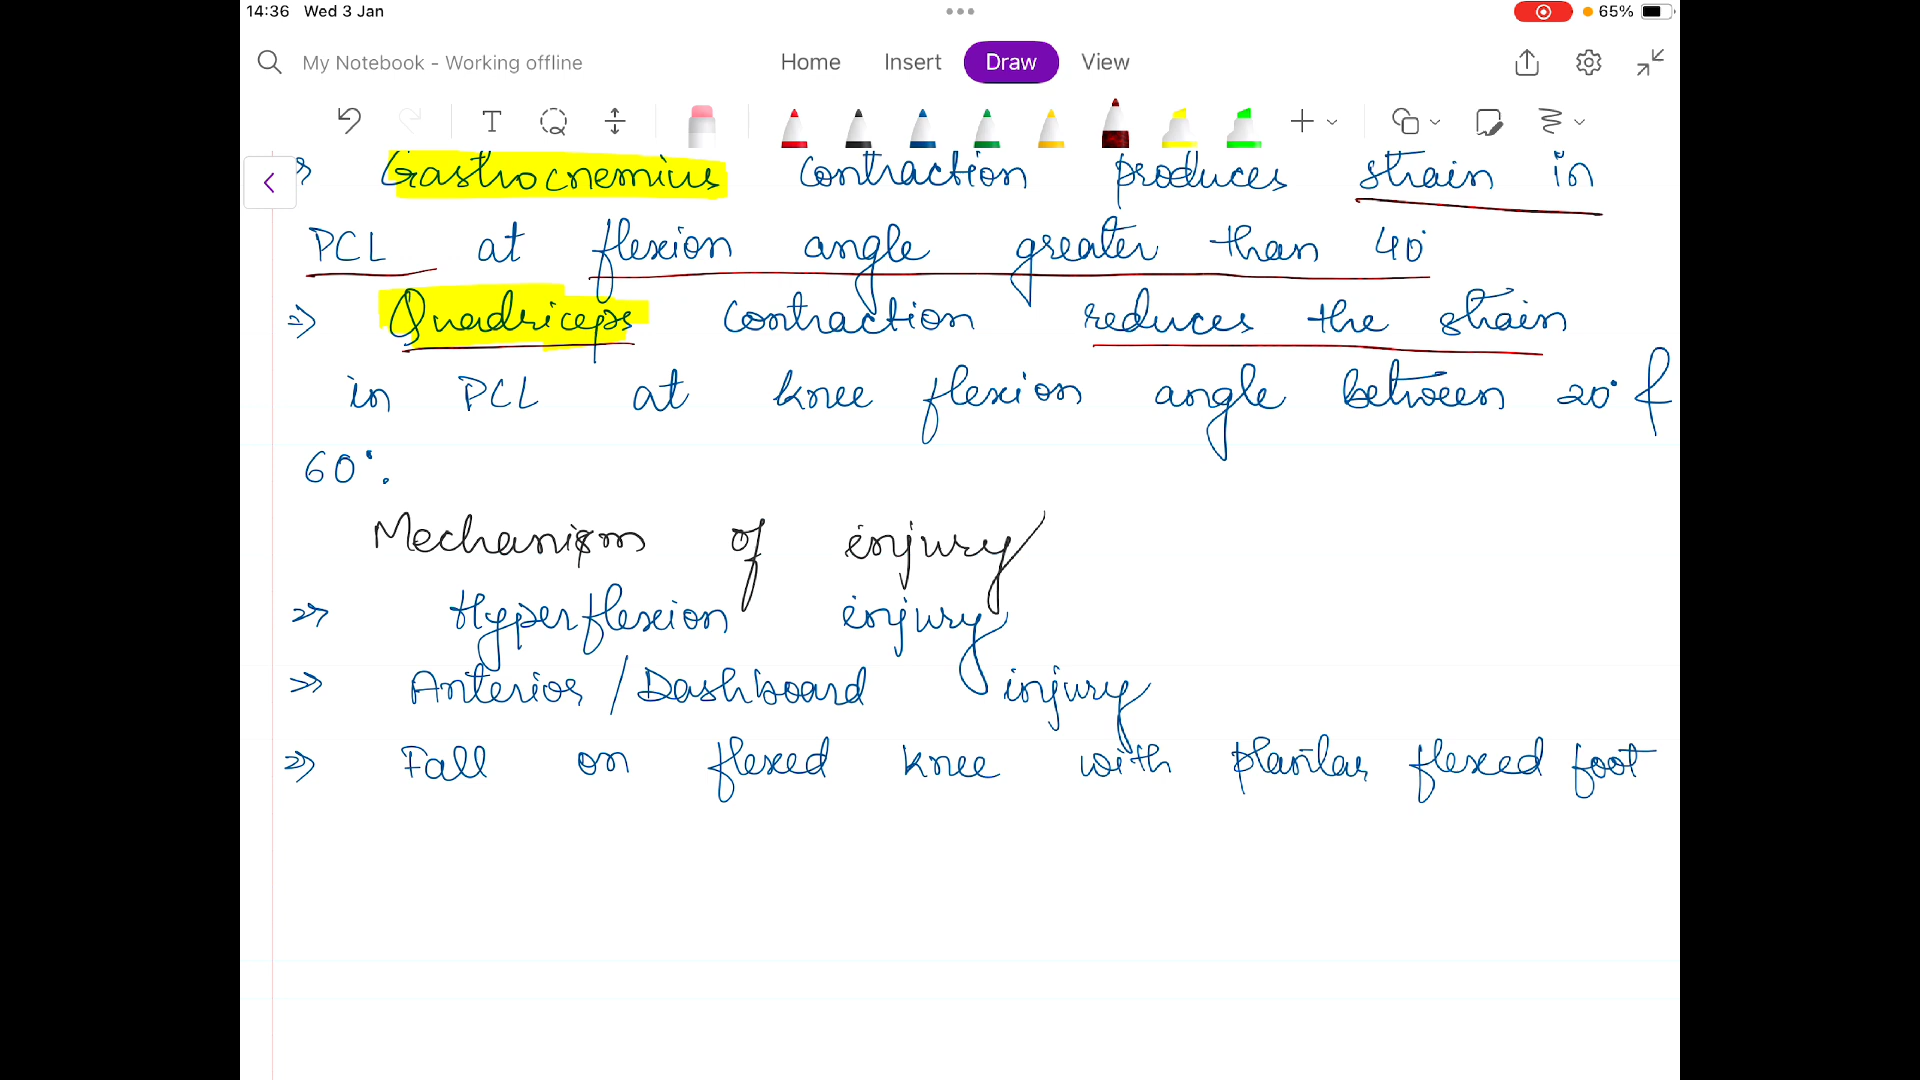 14:36 Wed 3 Jan
65%
My Notebook - Working offline
Home Insert Draw View
T
Gastrocnemius contraction produces strain in
PCL at flexion angle greater than 40°
=> Quadriceps contraction reduces the strain
in PCL at knee flexion angle between 20° &
60°.
Mechanism of injury
=>> Hyperflexion injury
=>> Anterior / Dashboard injury
=>> Fall on flexed knee with plantar flexed foot